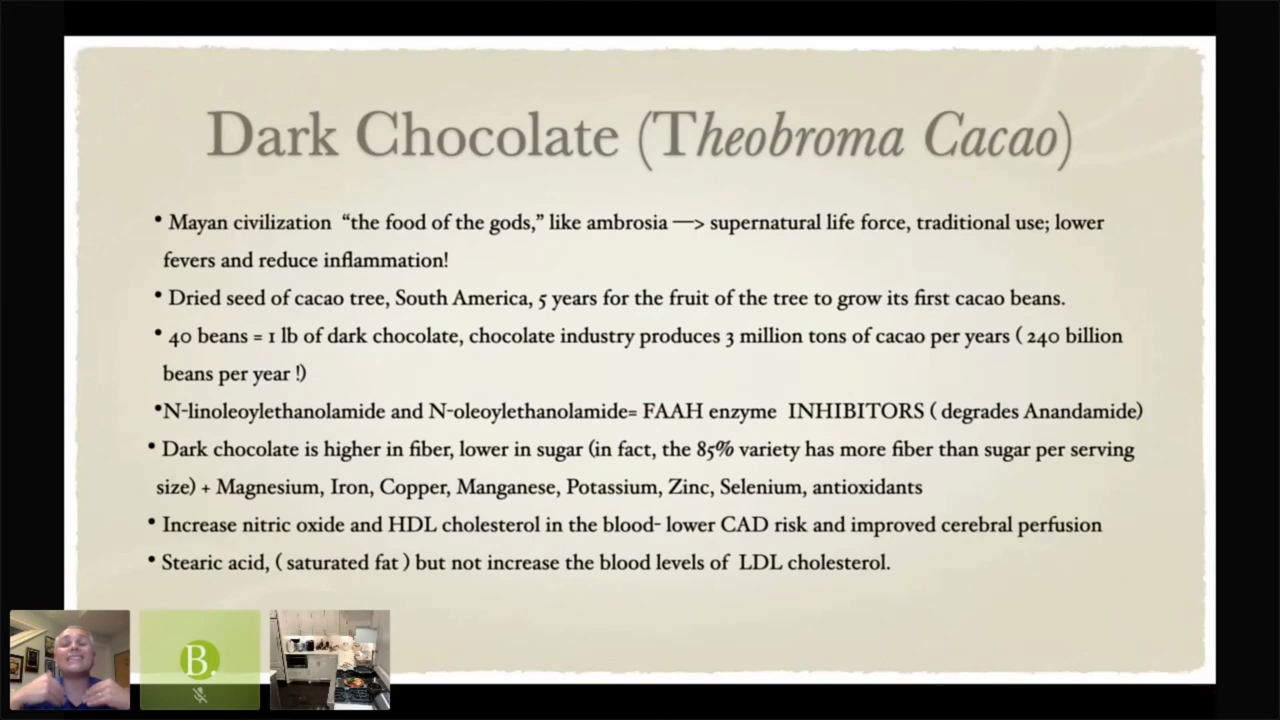 Dark Chocolate (Theobroma Cacao)
• Mayan civilization “the food of the gods,” like ambrosia —> supernatural life force, traditional use; lower
fevers and reduce inflammation!
• Dried seed of cacao tree, South America, 5 years for the fruit of the tree to grow its first cacao beans.
• 40 beans = 1 lb of dark chocolate, chocolate industry produces 3 million tons of cacao per years ( 240 billion
beans per year !)
•N-linoleoylethanolamide and N-oleoylethanolamide= FAAH enzyme INHIBITORS ( degrades Anandamide)
• Dark chocolate is higher in fiber, lower in sugar (in fact, the 85% variety has more fiber than sugar per serving
size) + Magnesium, Iron, Copper, Manganese, Potassium, Zinc, Selenium, antioxidants
• Increase nitric oxide and HDL cholesterol in the blood- lower CAD risk and improved cerebral perfusion
• Stearic acid, ( saturated fat ) but not increase the blood levels of LDL cholesterol.
B.